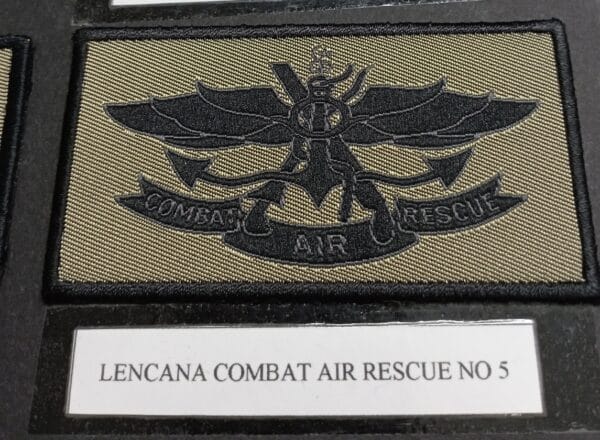 COMBAT AIR RESCUE
LENCANA COMBAT AIR RESCUE NO 5